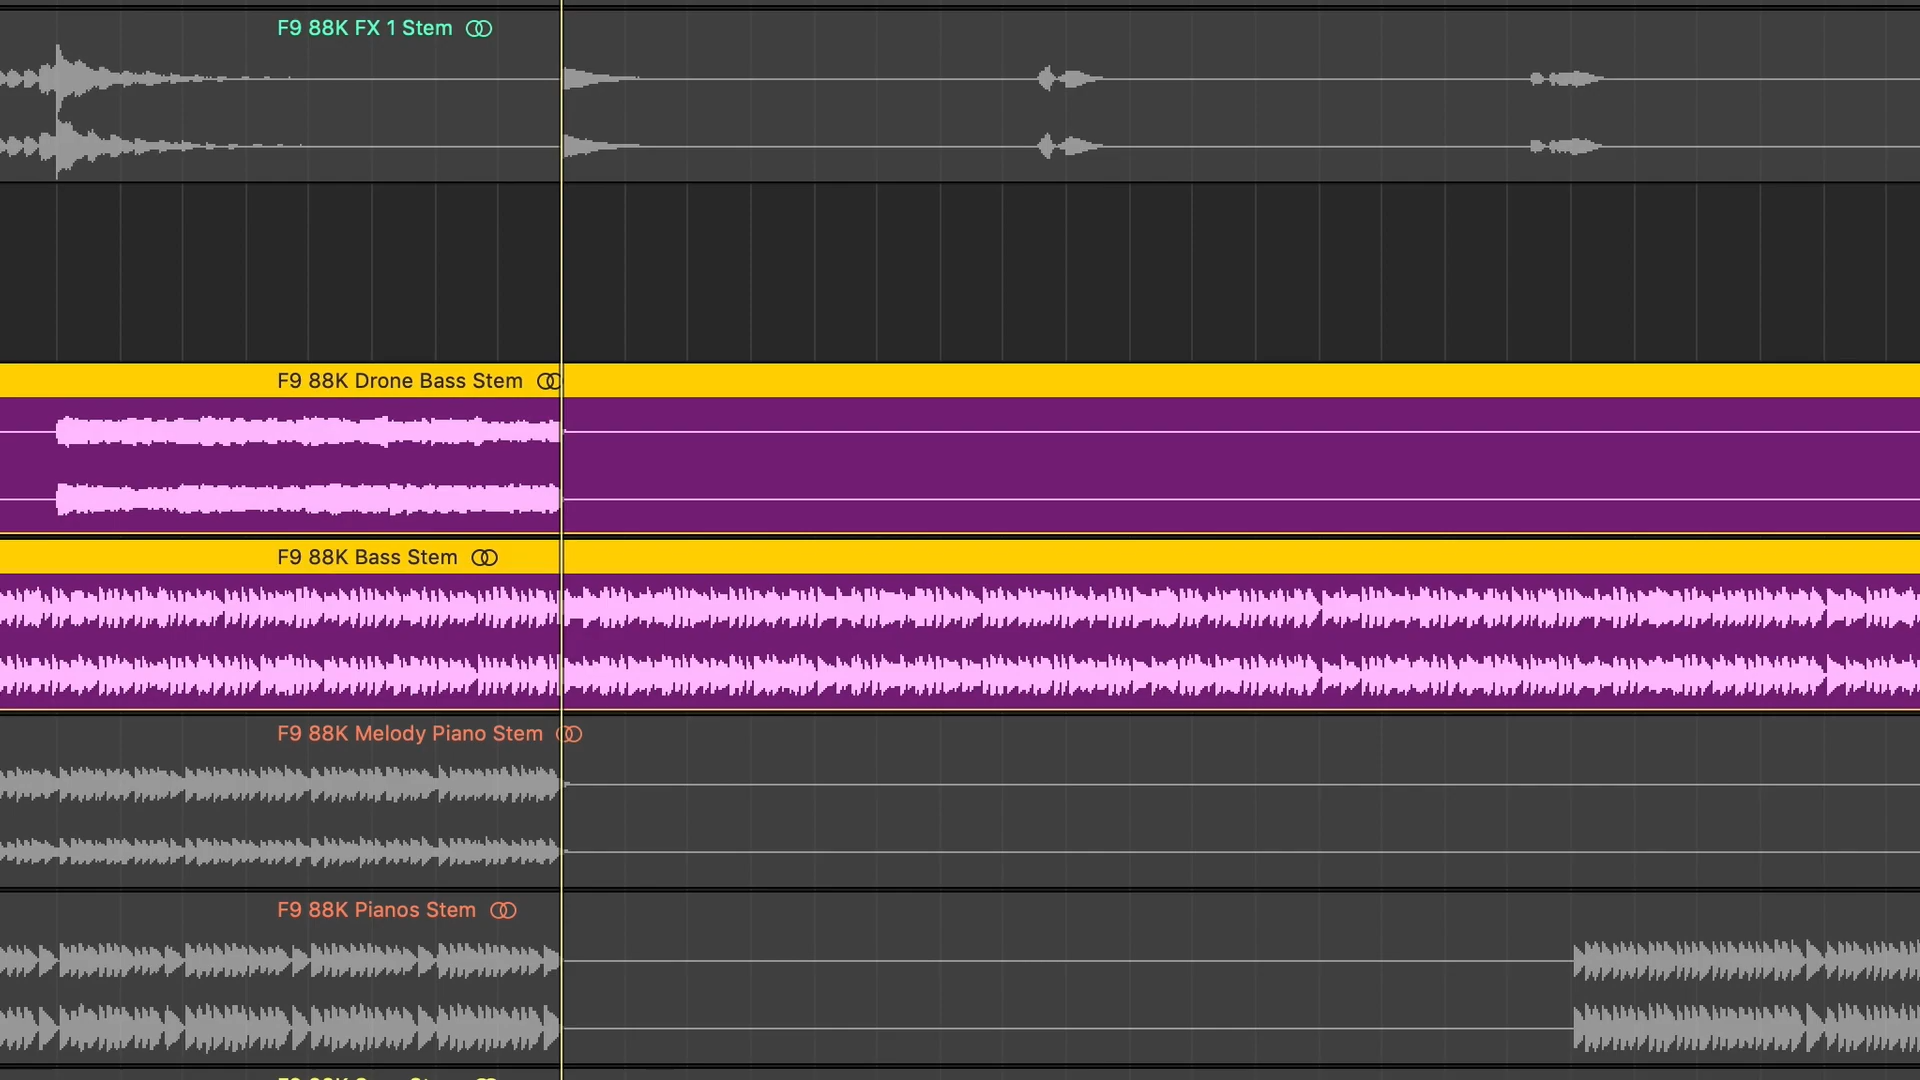 F9 88K FX 1 Stem
F9 88K Drone Bass Stem
F9 88K Bass Stem
F9 88K Melody Piano Stem
F9 88K Pianos Stem